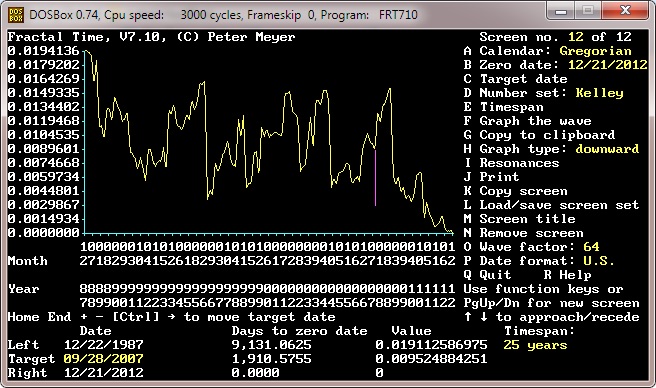 DOSBox 0.74, Cpu speed: 3000 cycles, Frameskip 0, Program: FRT710
DOS BOX
Fractal Time, V7.10, (C) Peter Meyer Screen no. 12 of 12
0.0194136 A Calendar: Gregorian
0.0179202 B Zero date: 12/21/2012
0.0164269 C Target date
0.0149335 D Number set: Kelley
0.0134402 E Timespan
0.0119468 F Graph the wave
0.0104535 G Copy to clipboard
0.0089601 H Graph type: downward
0.0074668 I Resonances
0.0059734 J Print
0.0044801 K Copy screen
0.0029867 L Load/save screen set
0.0014934 M Screen title
0.0000000 N Remove screen
10000001010100000010101000000001010100000010101 O Wave factor: 64
Month 27182930415261829304152617283940516271839405162 P Date format: U.S.
Q Quit R Help
Year 88889999999999999999999000000000000000000111111 Use function keys or
78990011223345566778899011223344556678899001122 PgUp/Dn for new screen
Home End + - [Ctrl] → to move target date ↑ ↓ to approach/recede
Date Days to zero date Value Timespan:
Left 12/22/1987 9,131.0625 0.019112586975 25 years
Target 09/28/2007 1,910.5755 0.009524884251
Right 12/21/2012 0.0000 0